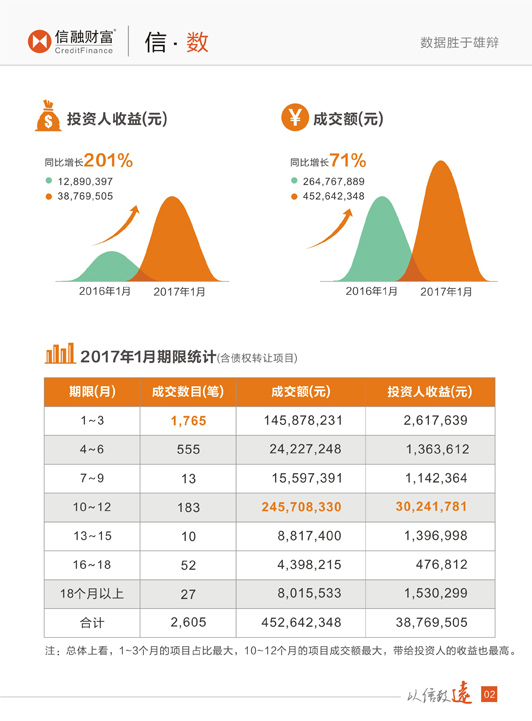 信融财富
CreditFinance
信·数
数据胜于雄辩
投资人收益(元)
同比增长201%
12,890,397
38,769,505
2016年1月 2017年1月
成交额(元)
同比增长71%
264,767,889
452,642,348
2016年1月 2017年1月
2017年1月期限统计(含债权转让项目)
期限(月) 成交数目(笔) 成交额(元) 投资人收益(元)
1~3 1,765 145,878,231 2,617,639
4~6 555 24,227,248 1,363,612
7~9 13 15,597,391 1,142,364
10~12 183 245,708,330 30,241,781
13~15 10 8,817,400 1,396,998
16~18 52 4,398,215 476,812
18个月以上 27 8,015,533 1,530,299
合计 2,605 452,642,348 38,769,505
注：总体上看，1~3个月的项目占比最大，10~12个月的项目成交额最大，带给投资人的收益也最高。
以信致远 02